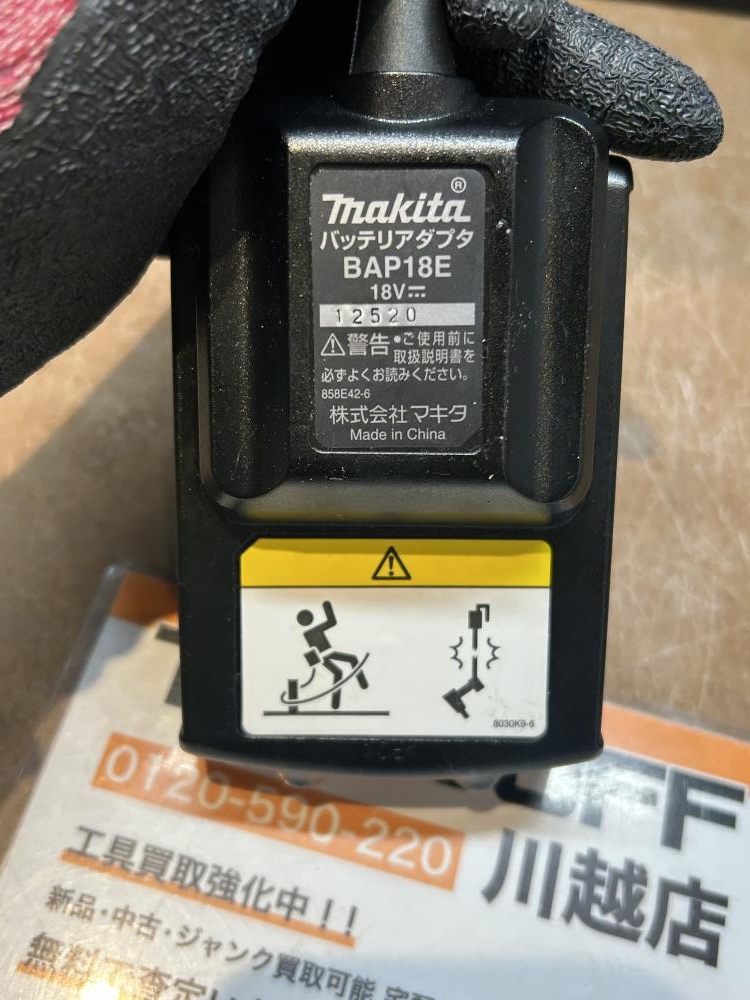 makita®
バッテリアダプタ
BAP18E
18V
12520
警告 •ご使用前に
取扱説明書を
必ずよくお読みください。
858E42-6
株式会社マキタ
Made in China
8030K9-6
0120-590-220
川越店
工具買取強化中!!
新品・中古・ジャンク買取可能